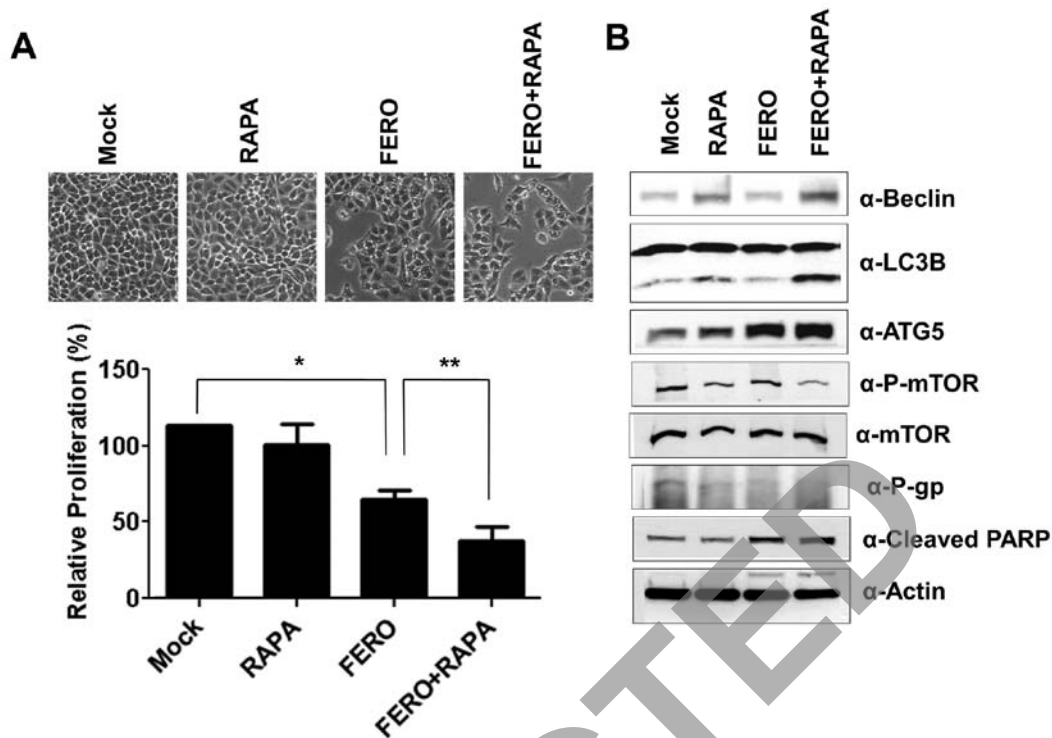 A
Mock
RAPA
FERO
FERO+RAPA
Relative Proliferation (%)
150
100
50
0
*
**
Mock
RAPA
FERO
FERO+RAPA
B
Mock
RAPA
FERO
FERO+RAPA
α-Beclin
α-LC3B
α-ATG5
α-P-mTOR
α-mTOR
α-P-gp
α-Cleaved PARP
α-Actin
TED